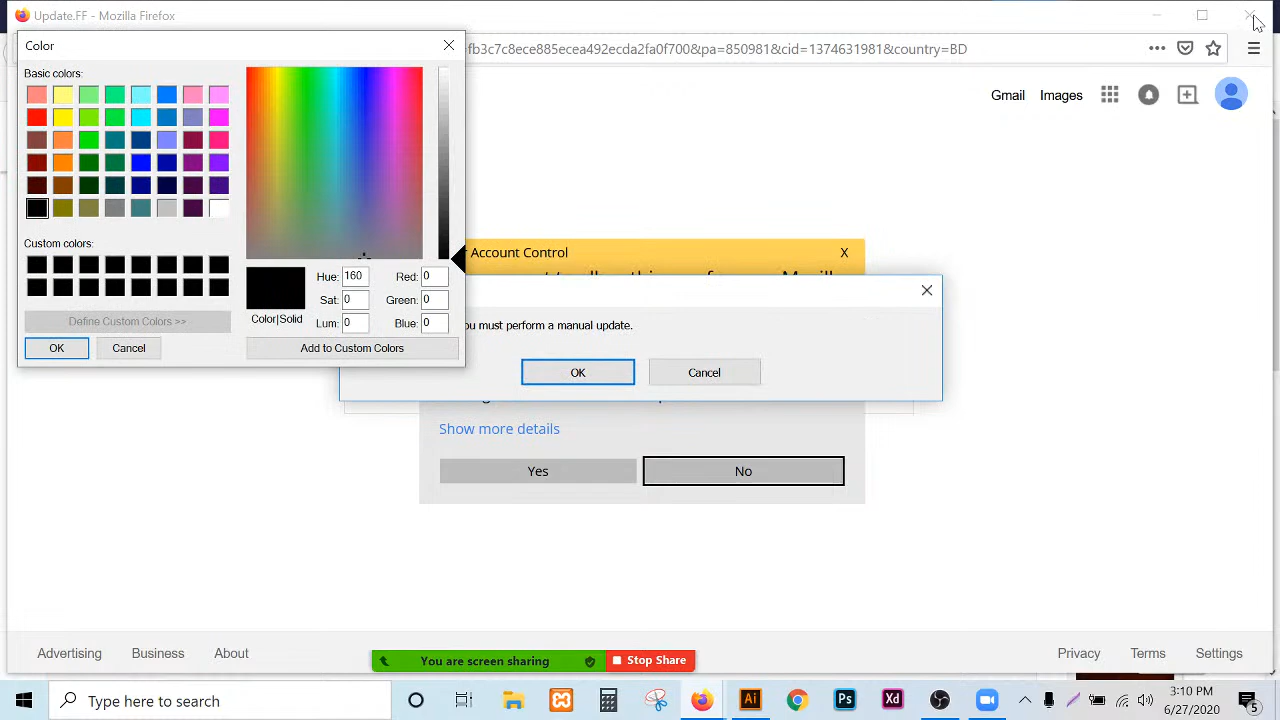 Update.FF - Mozilla Firefox
Color
-fb3c7c8ece885ecea492ecda2fa0f700&pa=850981&cid=1374631981&country=BD
Basic colors:
Gmail
Images
Custom colors:
Account Control
X
Hue: 160
Red: 0
Sat: 0
Green: 0
Color|Solid
Lum: 0
Blue: 0
Define Custom Colors >>
OK
Cancel
Add to Custom Colors
must perform a manual update.
OK
Cancel
Show more details
Yes
No
Advertising
Business
About
You are screen sharing
Stop Share
Privacy
Terms
Settings
Type here to search
Ai
Ps
Xd
3:10 PM
6/27/2020
5